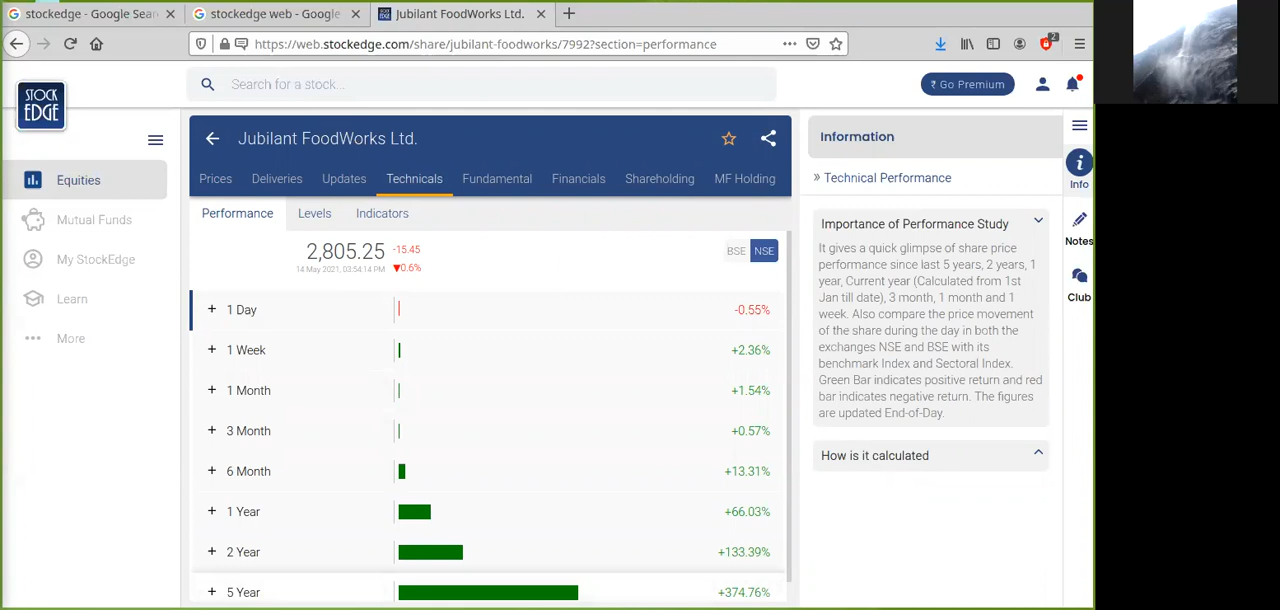 stockedge - Google Sear
stockedge web - Google
Jubilant FoodWorks Ltd.
https://web.stockedge.com/share/jubilant-foodworks/7992?section=performance
2
STOCK
EDGE
Search for a stock...
₹ Go Premium
Equities
Mutual Funds
My StockEdge
Learn
More
Jubilant FoodWorks Ltd.
Prices Deliveries Updates Technicals Fundamental Financials Shareholding MF Holding
Performance Levels Indicators
2,805.25 -15.45
14 May 2021, 03:54:14 PM ▼0.6%
BSE NSE
+ 1 Day -0.55%
+ 1 Week +2.36%
+ 1 Month +1.54%
+ 3 Month +0.57%
+ 6 Month +13.31%
+ 1 Year +66.03%
+ 2 Year +133.39%
+ 5 Year +374.76%
Information
» Technical Performance
Importance of Performance Study
It gives a quick glimpse of share price
performance since last 5 years, 2 years, 1
year, Current year (Calculated from 1st
Jan till date), 3 month, 1 month and 1
week. Also compare the price movement
of the share during the day in both the
exchanges NSE and BSE with its
benchmark Index and Sectoral Index.
Green Bar indicates positive return and red
bar indicates negative return. The figures
are updated End-of-Day.
How is it calculated
Info
Notes
Club